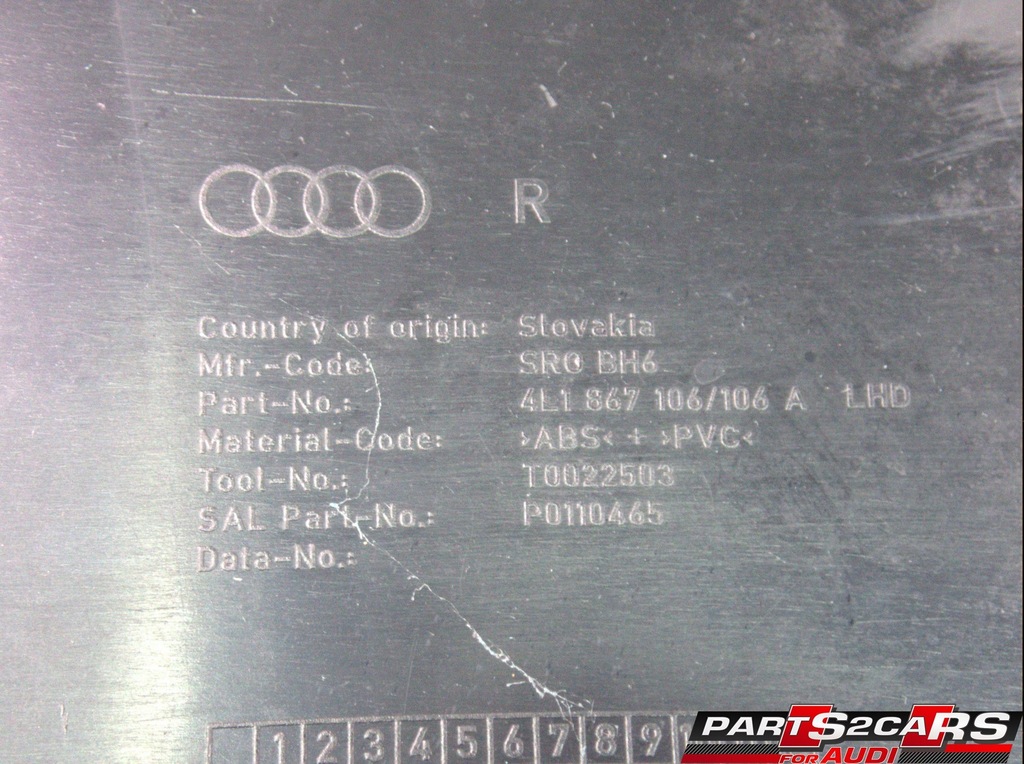 R
Country of origin: Slovakia
Mfr.-Code: SRO BH6
Part-No.: 4L1 867 106/106 A LHD
Material-Code: >ABS< + >PVC<
Tool-No.: T0022503
SAL Part-No.: P0110465
Data-No.:
1 2 3 4 5 6 7 8 9
PARTS2CARS
FOR AUDI